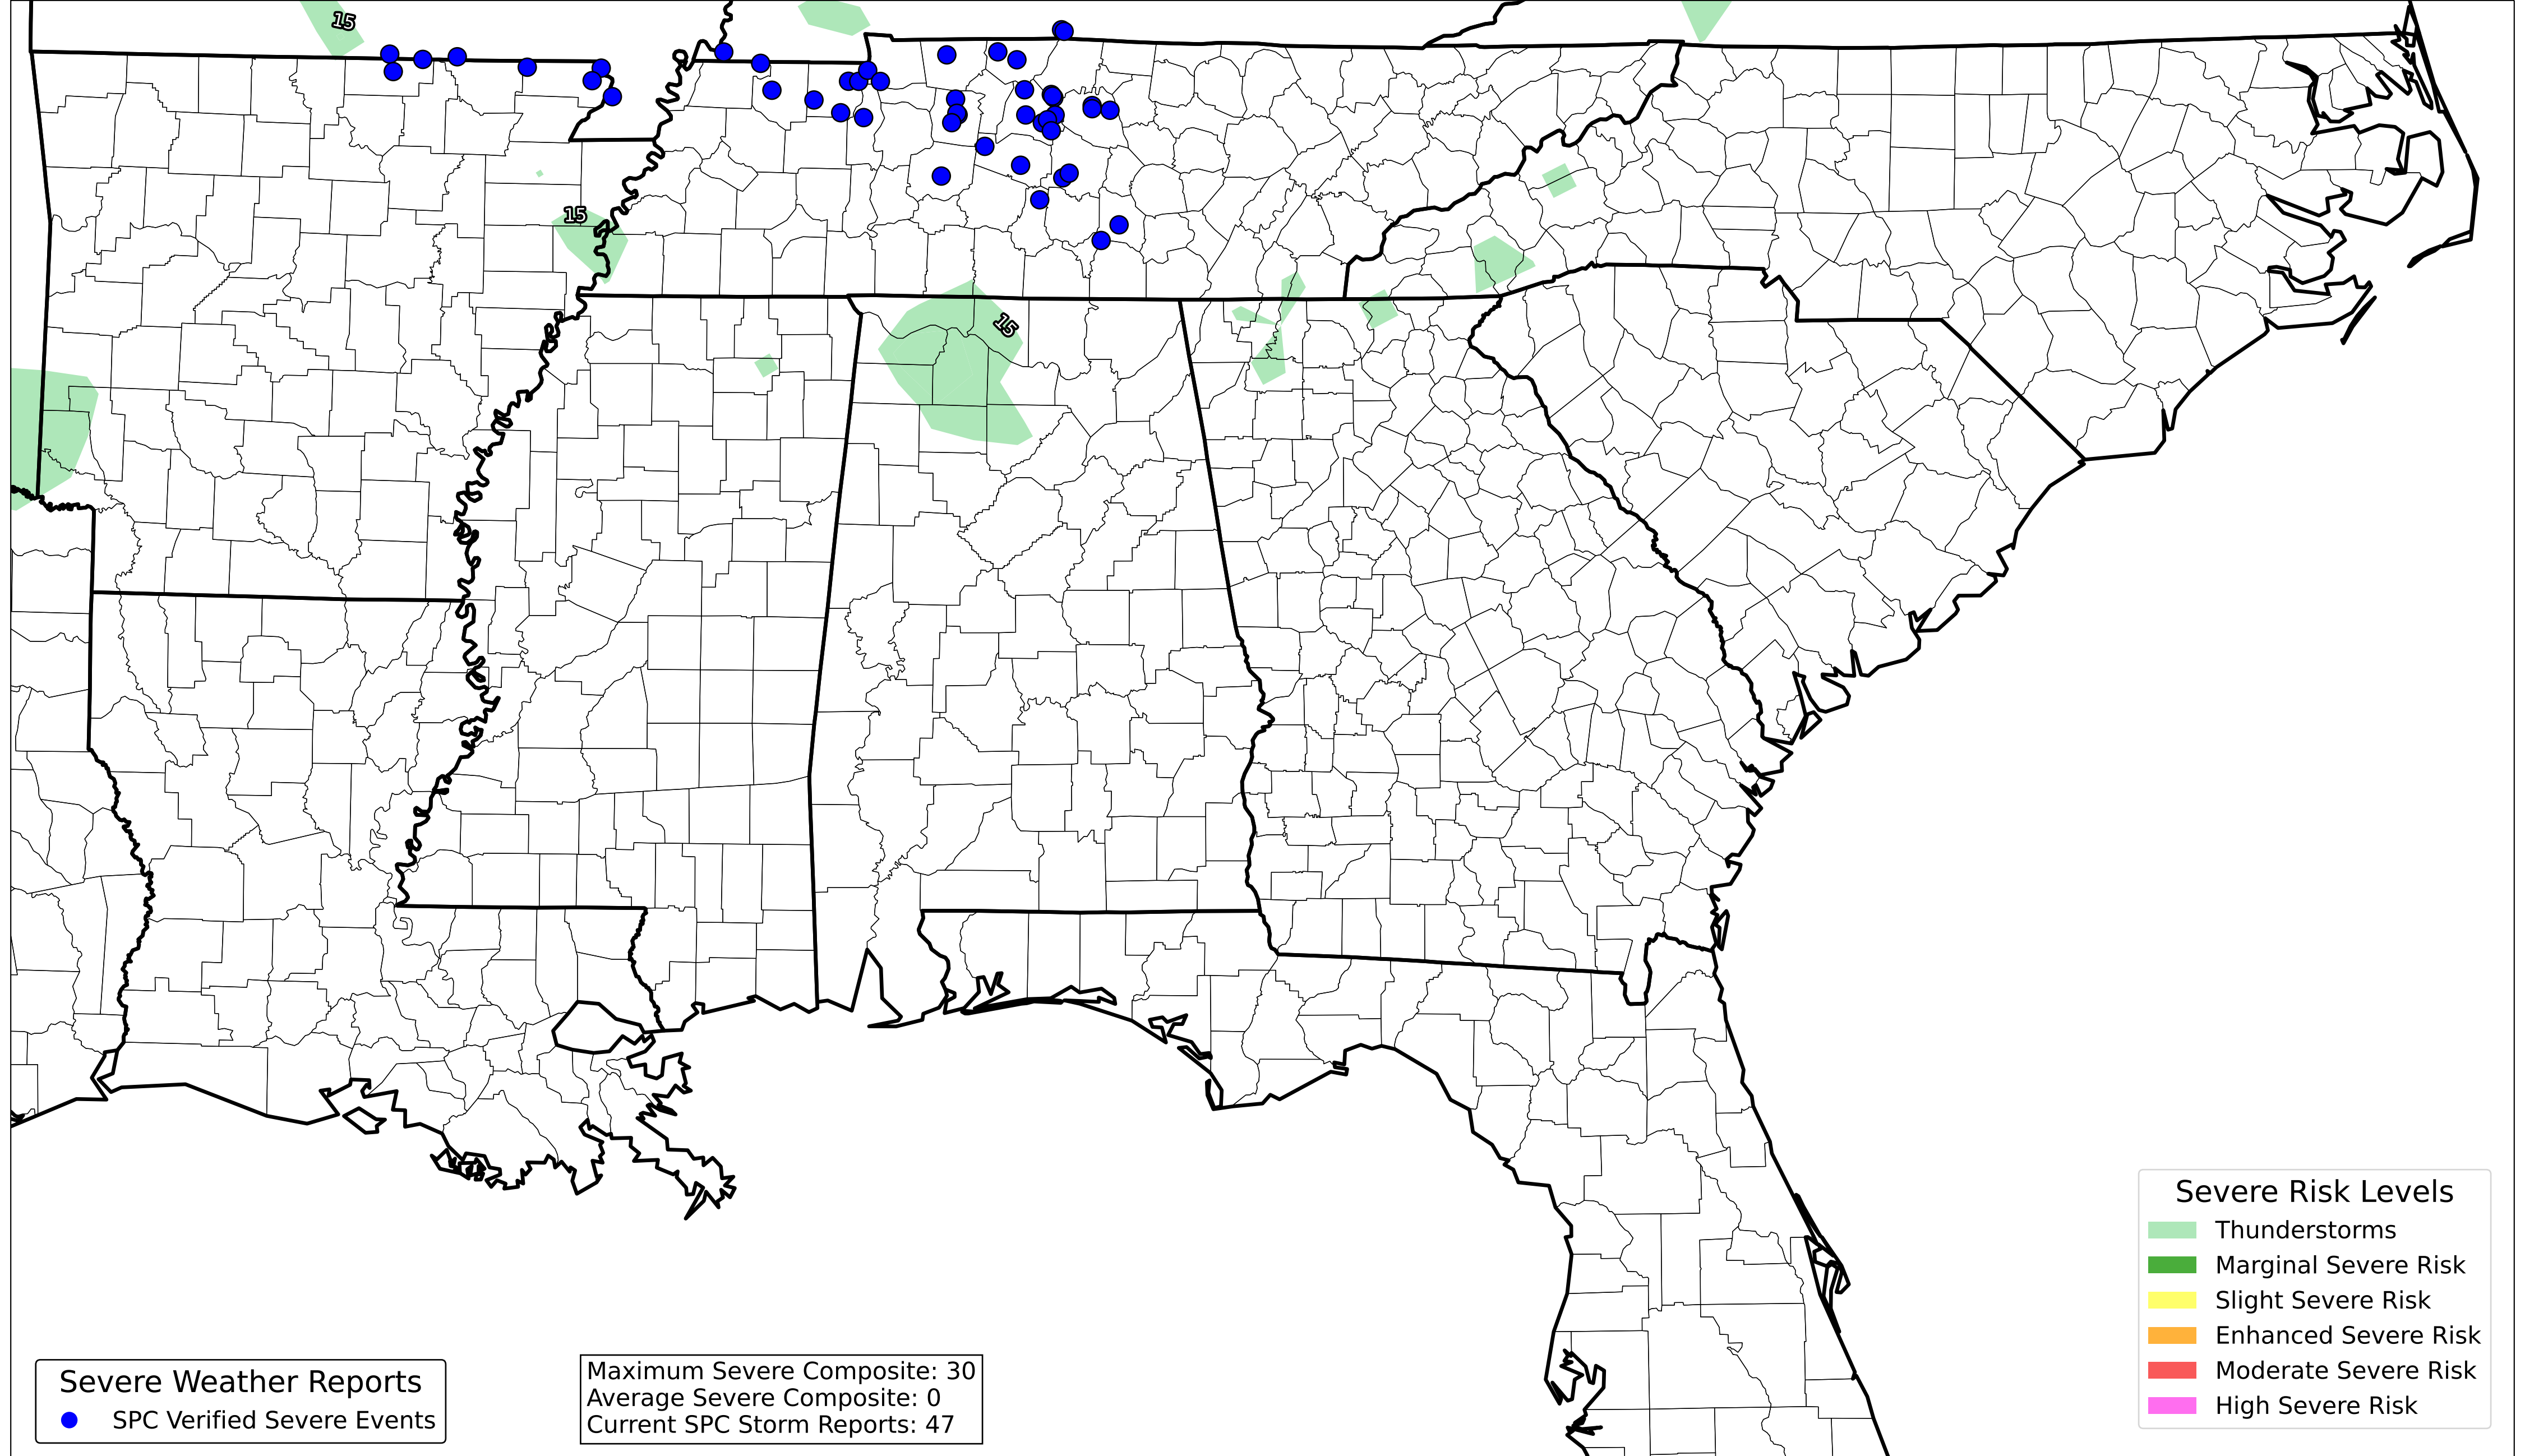 15
15
15
Severe Weather Reports
SPC Verified Severe Events
Maximum Severe Composite: 30
Average Severe Composite: 0
Current SPC Storm Reports: 47
Severe Risk Levels
Thunderstorms
Marginal Severe Risk
Slight Severe Risk
Enhanced Severe Risk
Moderate Severe Risk
High Severe Risk